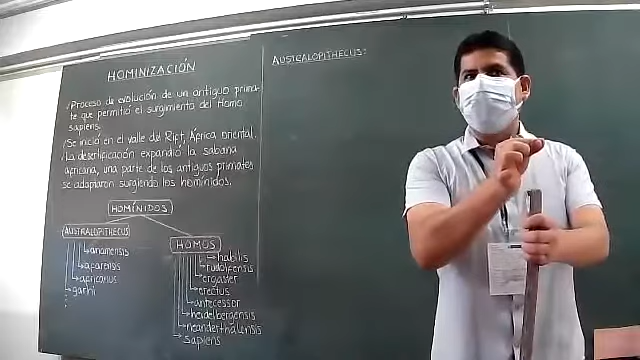 HOMINIZACIÓN
Proceso de evolución de un antiguo prima-
te que permitió el surgimiento del Homo
sapiens.
Se inició en el valle del Rift, África oriental.
La desertificación expandió la sabana
africana, una parte de los antiguos primates
se adaptaron surgiendo los homínidos.
HOMÍNIDOS
AUSTRALOPITHECUS
anamensis
afarensis
africanus
garhi
HOMOS
habilis
rudolfensis
ergaster
erectus
antecessor
heidelbergensis
neanderthalensis
sapiens
AUSTRALOPITHECUS: